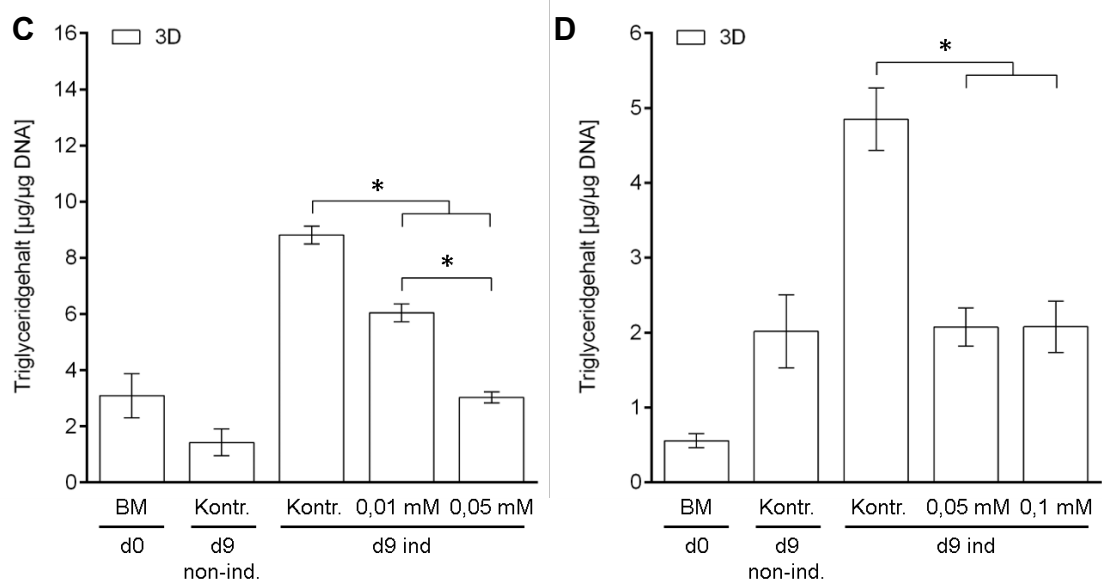 C
3D
Triglyceridgehalt [µg/µg DNA]
16
14
12
10
8
6
4
2
0
*
*
BM Kontr. Kontr. 0,01 mM 0,05 mM
d0 d9 d9 ind
non-ind.
D
3D
Triglyceridgehalt [µg/µg DNA]
6
5
4
3
2
1
0
*
BM Kontr. Kontr. 0,05 mM 0,1 mM
d0 d9 d9 ind
non-ind.